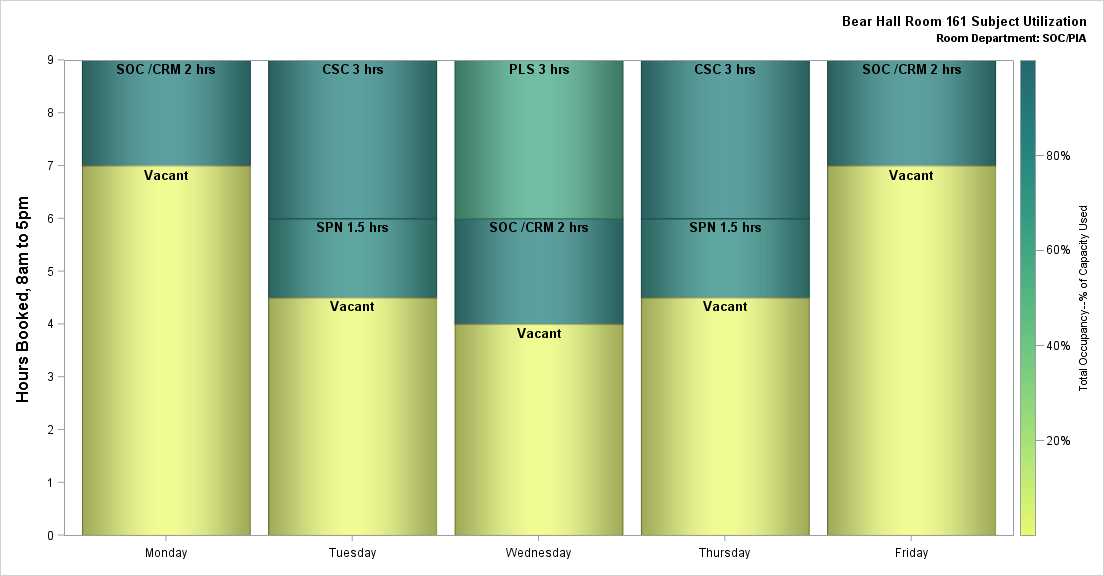 Bear Hall Room 161 Subject Utilization
Room Department: SOC/PIA
Hours Booked, 8am to 5pm
9
8
7
6
5
4
3
2
1
0
SOC /CRM 2 hrs
Vacant
CSC 3 hrs
SPN 1.5 hrs
Vacant
PLS 3 hrs
SOC /CRM 2 hrs
Vacant
CSC 3 hrs
SPN 1.5 hrs
Vacant
SOC /CRM 2 hrs
Vacant
Monday
Tuesday
Wednesday
Thursday
Friday
80%
60%
40%
20%
Total Occupancy--% of Capacity Used